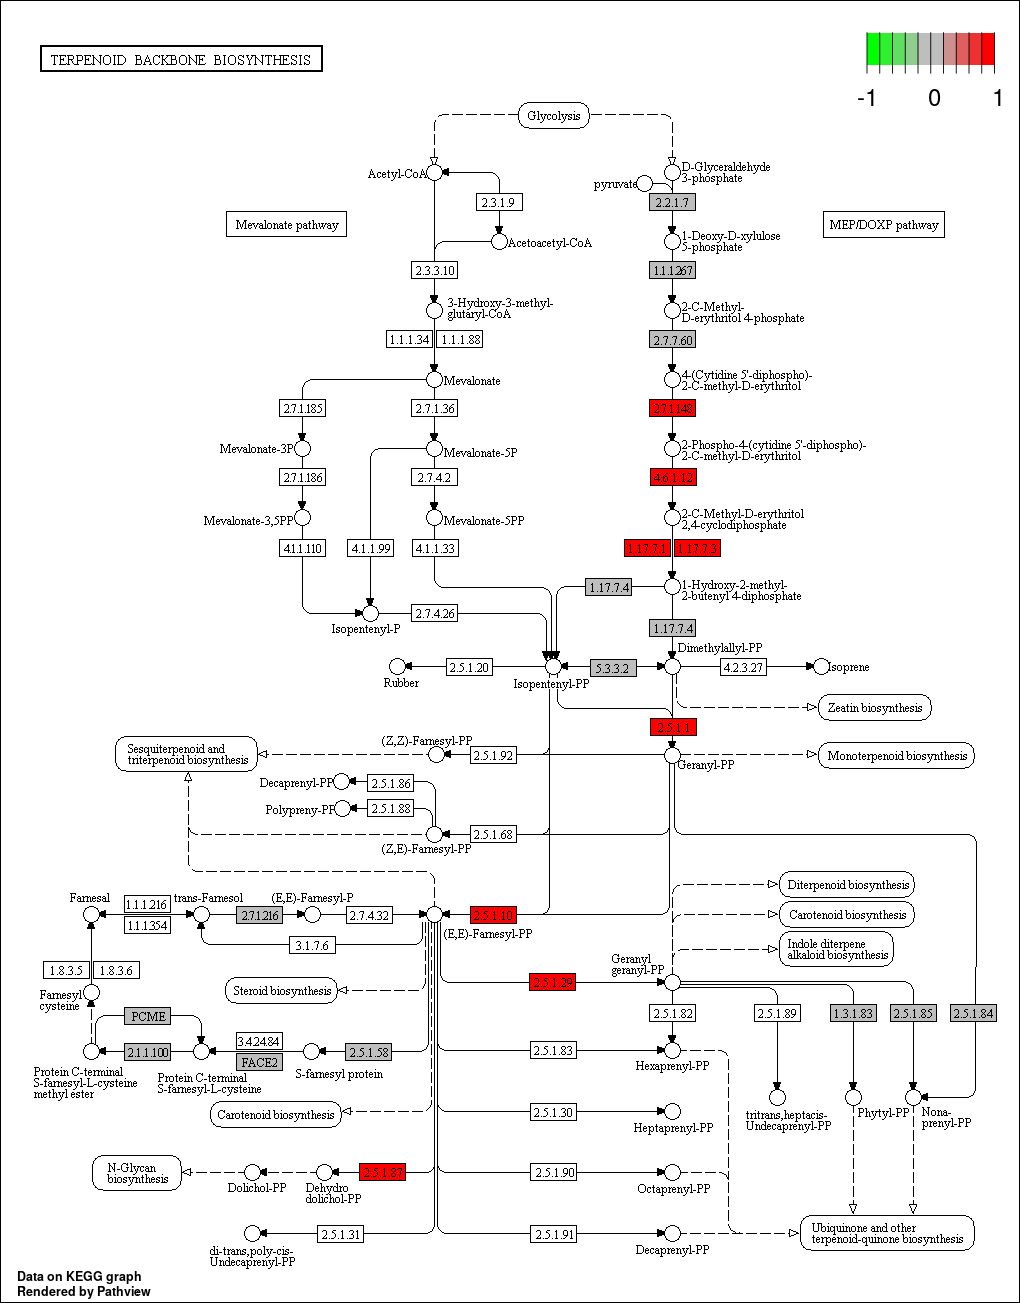 TERPENOID BACKBONE BIOSYNTHESIS
-1 0 1
Glycolysis
Acetyl-CoA
D-Glyceraldehyde
3-phosphate
pyruvate
2.3.1.9
2.2.1.7
Mevalonate pathway
MEP/DOXP pathway
Acetoacetyl-CoA
1-Deoxy-D-xylulose
5-phosphate
2.3.3.10
1.1.1.267
3-Hydroxy-3-methyl-
glutaryl-CoA
2-C-Methyl-
D-erythritol 4-phosphate
1.1.1.34
1.1.1.88
2.7.7.60
Mevalonate
4-(Cytidine 5'-diphospho)-
2-C-methyl-D-erythritol
2.7.1.185
2.7.1.36
2.7.1.148
Mevalonate-3P
Mevalonate-5P
2-Phospho-4-(cytidine 5'-diphospho)-
2-C-methyl-D-erythritol
2.7.1.186
2.7.4.2
4.6.1.12
Mevalonate-3,5PP
Mevalonate-5PP
2-C-Methyl-D-erythritol
2,4-cyclodiphosphate
4.1.1.110
4.1.1.99
4.1.1.33
1.17.7.1
1.17.7.3
1.17.7.4
1-Hydroxy-2-methyl-
2-butenyl 4-diphosphate
Isopentenyl-P
2.7.4.26
1.17.7.4
Dimethylallyl-PP
Rubber
2.5.1.20
Isopentenyl-PP
5.3.3.2
4.2.3.27
Isoprene
Zeatin biosynthesis
2.5.1.1
Sesquiterpenoid and
triterpenoid biosynthesis
(Z,Z)-Farnesyl-PP
2.5.1.92
Geranyl-PP
Monoterpenoid biosynthesis
Decaprenyl-PP
2.5.1.86
Polypreny-PP
2.5.1.88
2.5.1.68
(Z,E)-Farnesyl-PP
Farnesal
1.1.1.216
1.1.1.354
trans-Farnesol
2.7.1.216
(E,E)-Farnesyl-P
2.7.4.32
2.5.1.10
(E,E)-Farnesyl-PP
Diterpenoid biosynthesis
Carotenoid biosynthesis
Indole diterpene
alkaloid biosynthesis
3.1.7.6
1.8.3.5
1.8.3.6
Farnesyl
cysteine
Steroid biosynthesis
2.5.1.29
Geranyl
geranyl-PP
PCME
2.5.1.82
2.5.1.89
1.3.1.83
2.5.1.85
2.5.1.84
2.1.1.100
3.4.24.84
FACE2
2.5.1.58
2.5.1.83
Hexaprenyl-PP
Protein C-terminal
S-farnesyl-L-cysteine
methyl ester
Protein C-terminal
S-farnesyl-L-cysteine
S-farnesyl protein
Carotenoid biosynthesis
2.5.1.30
Heptaprenyl-PP
tritrans,heptacis-
Undecaprenyl-PP
Phytyl-PP
Nona-
prenyl-PP
N-Glycan
biosynthesis
Dolichol-PP
Dehydro
dolichol-PP
2.5.1.87
2.5.1.90
Octaprenyl-PP
di-trans,poly-cis-
Undecaprenyl-PP
2.5.1.31
2.5.1.91
Decaprenyl-PP
Ubiquinone and other
terpenoid-quinone biosynthesis
Data on KEGG graph
Rendered by Pathview